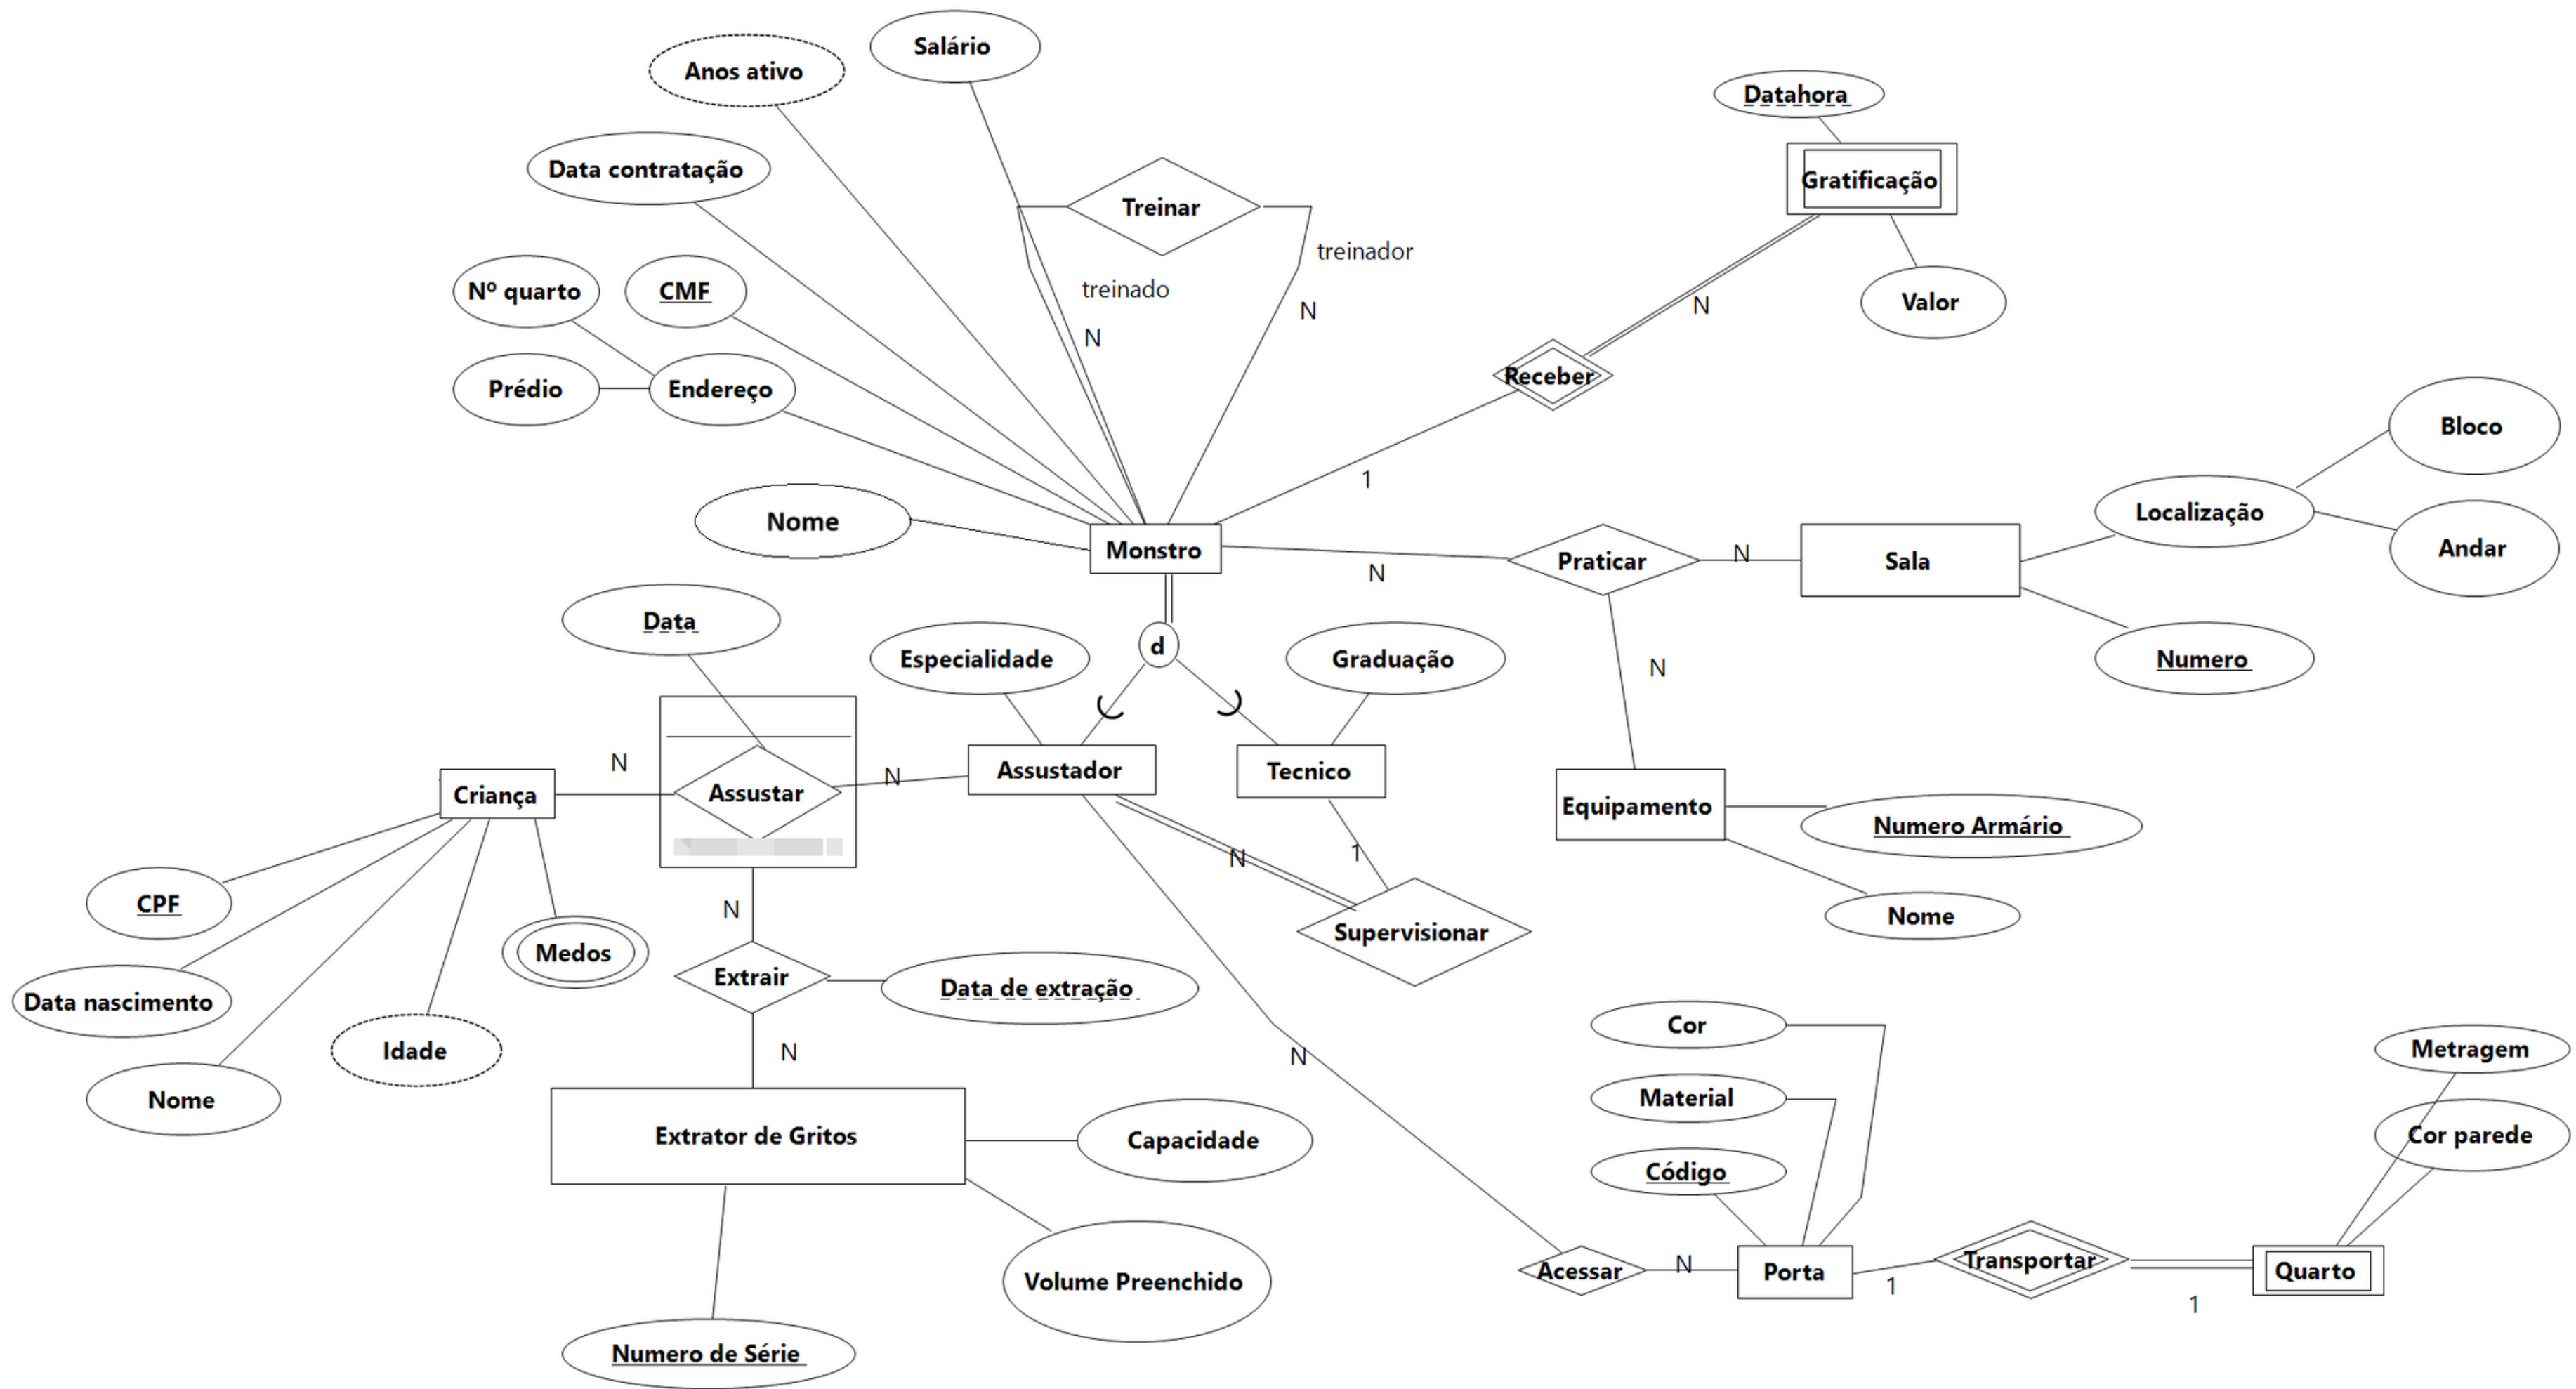 Salário
Anos ativo
Datahora
Data contratação
Gratificação
Treinar
treinador
Nº quarto
CMF
treinado
N
N
N
Valor
Receber
Prédio
Endereço
Bloco
1
Localização
Nome
Andar
Monstro
N
Praticar
N
Sala
Data
Especialidade
d
Graduação
N
Numero
Criança
N
Assustar
N
Assustador
Tecnico
Equipamento
Numero Armário
N
1
CPF
N
Nome
Medos
Supervisionar
Extrair
Data de extração
Data nascimento
Idade
N
N
Cor
Metragem
Nome
Material
Extrator de Gritos
Capacidade
Cor parede
Código
Volume Preenchido
Acessar
N
Porta
1
Transportar
1
Quarto
Numero de Série